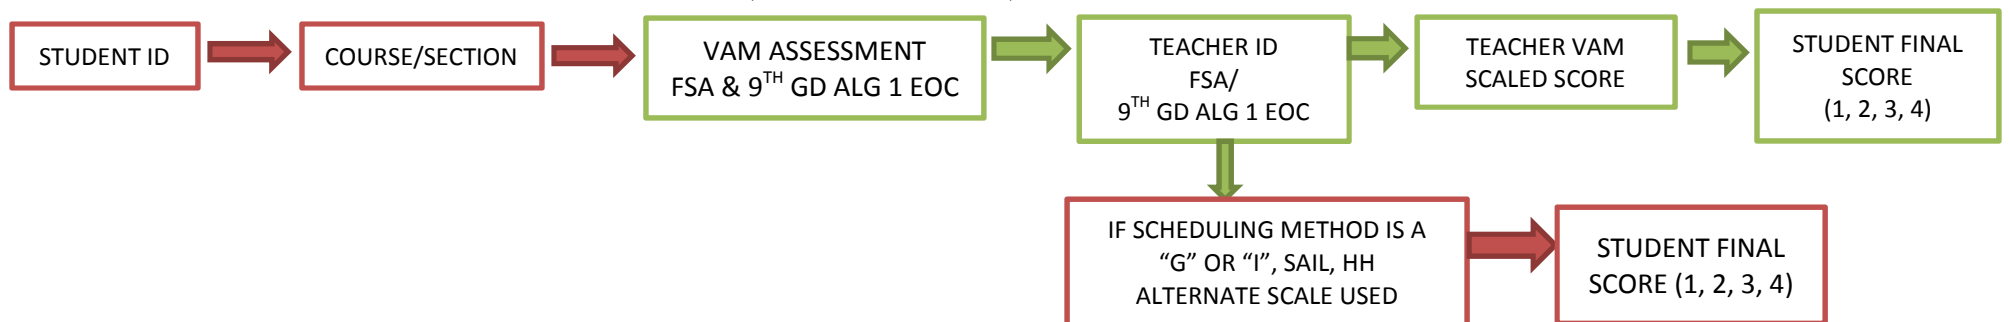 STUDENT ID
COURSE/SECTION
VAM ASSESSMENT
FSA & 9TH GD ALG 1 EOC
TEACHER ID
FSA/
9TH GD ALG 1 EOC
TEACHER VAM
SCALED SCORE
STUDENT FINAL
SCORE
(1, 2, 3, 4)
IF SCHEDULING METHOD IS A
“G” OR “I”, SAIL, HH
ALTERNATE SCALE USED
STUDENT FINAL
SCORE (1, 2, 3, 4)